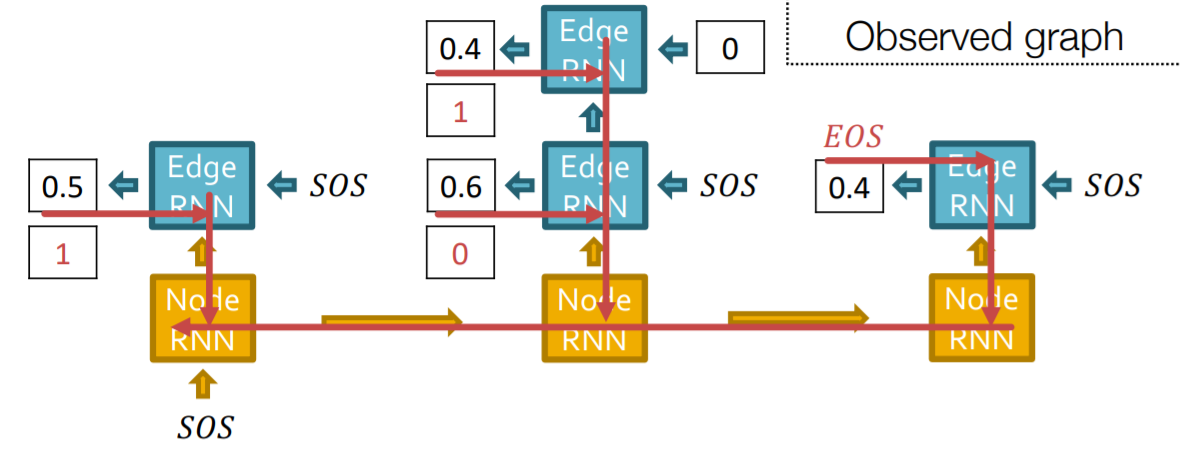 Observed graph
0.4
Edge
RNN
0
1
0.5
Edge
RNN
SOS
0.6
Edge
RNN
SOS
EOS
0.4
Edge
RNN
SOS
1
0
Node
RNN
Node
RNN
Node
RNN
SOS